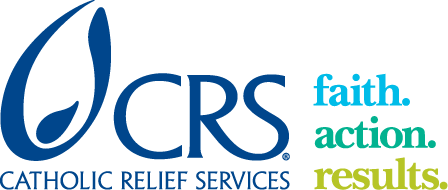 CRS®
CATHOLIC RELIEF SERVICES
faith.
action.
results.